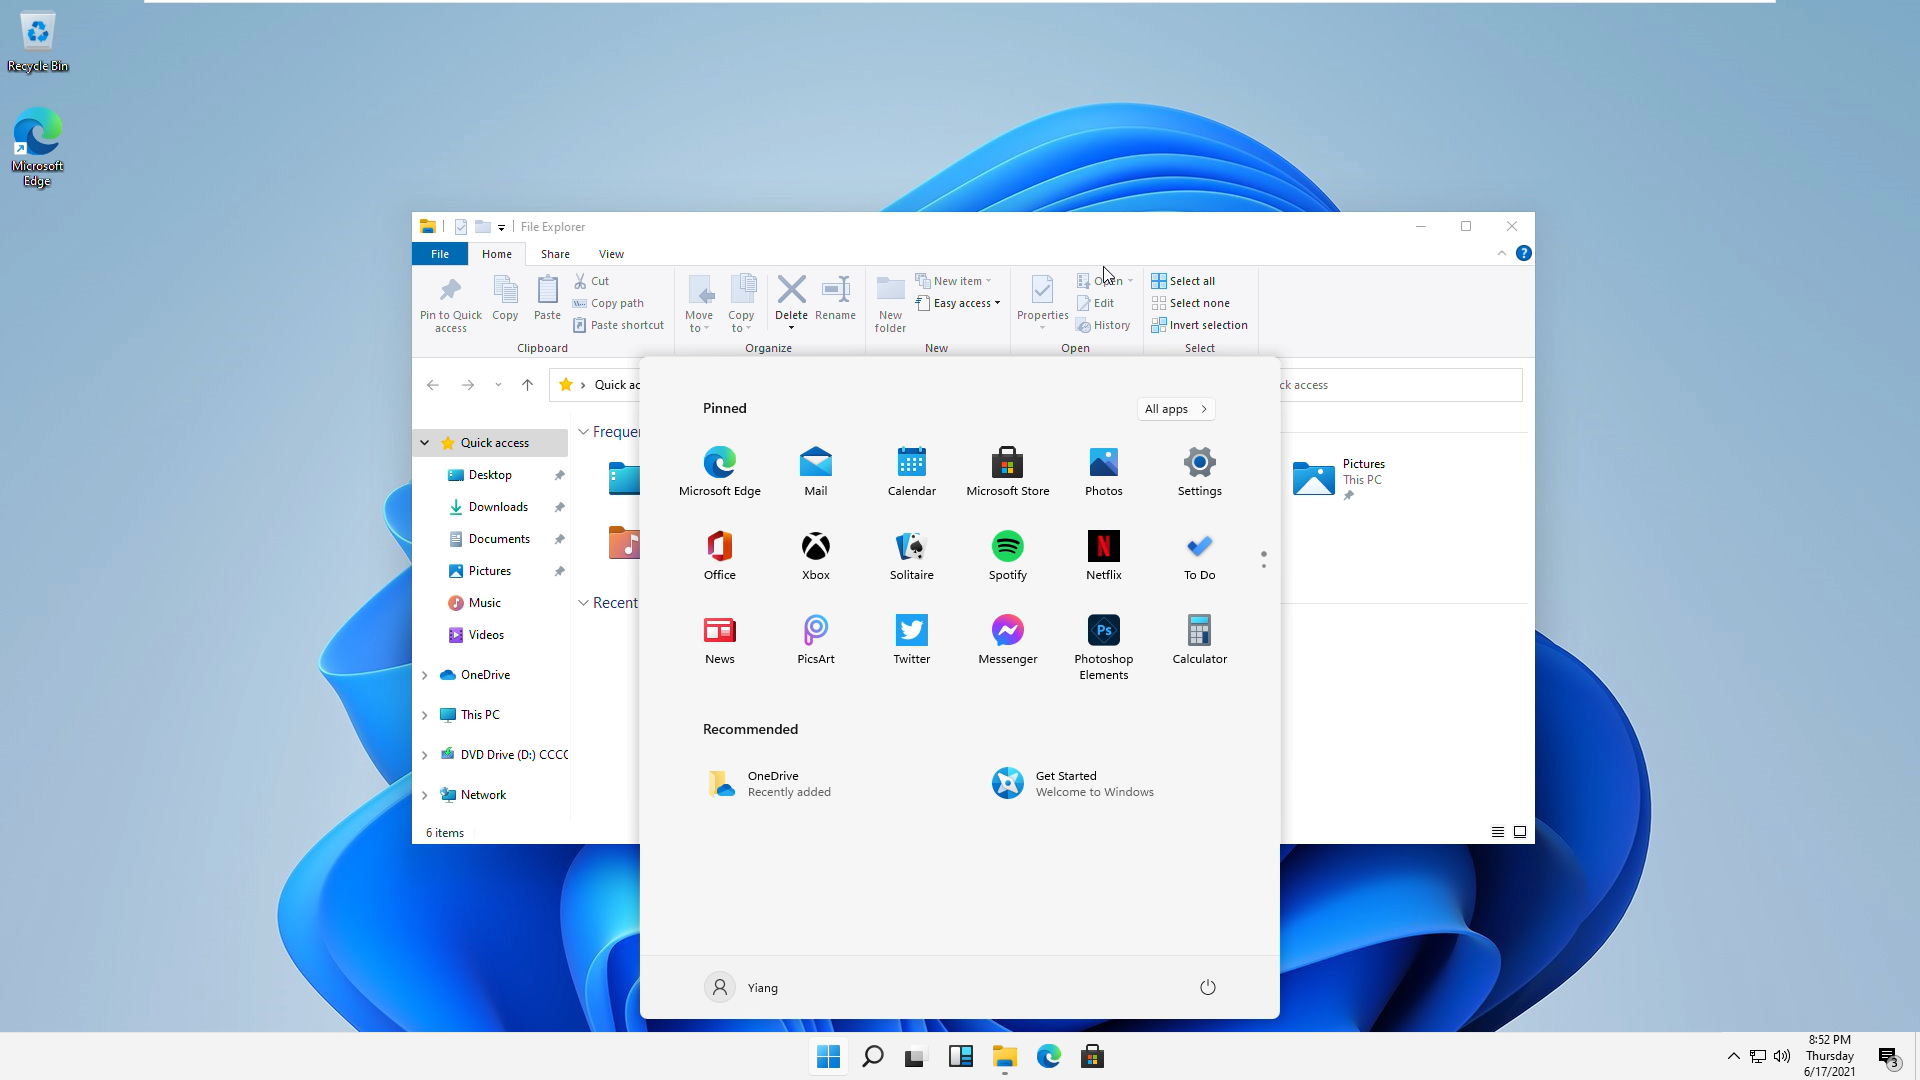 Recycle Bin
Microsoft
Edge
File Explorer
File Home Share View
Pin to Quick
access
Copy
Paste
Cut
Copy path
Paste shortcut
Clipboard
Move
to
Copy
to
Delete
Rename
Organize
New
folder
New item
Easy access
New
Properties
Open
Edit
History
Open
Select all
Select none
Invert selection
Select
Quick ac
ck access
Quick access
Desktop
Downloads
Documents
Pictures
Music
Videos
OneDrive
This PC
DVD Drive (D:) CCC
Network
6 items
Freque
Recent
Pictures
This PC
Pinned
All apps
Microsoft Edge
Mail
Calendar
Microsoft Store
Photos
Settings
Office
Xbox
Solitaire
Spotify
Netflix
To Do
News
PicsArt
Twitter
Messenger
Ps
Photoshop
Elements
Calculator
Recommended
OneDrive
Recently added
Get Started
Welcome to Windows
Yiang
8:52 PM
Thursday
6/17/2021
3